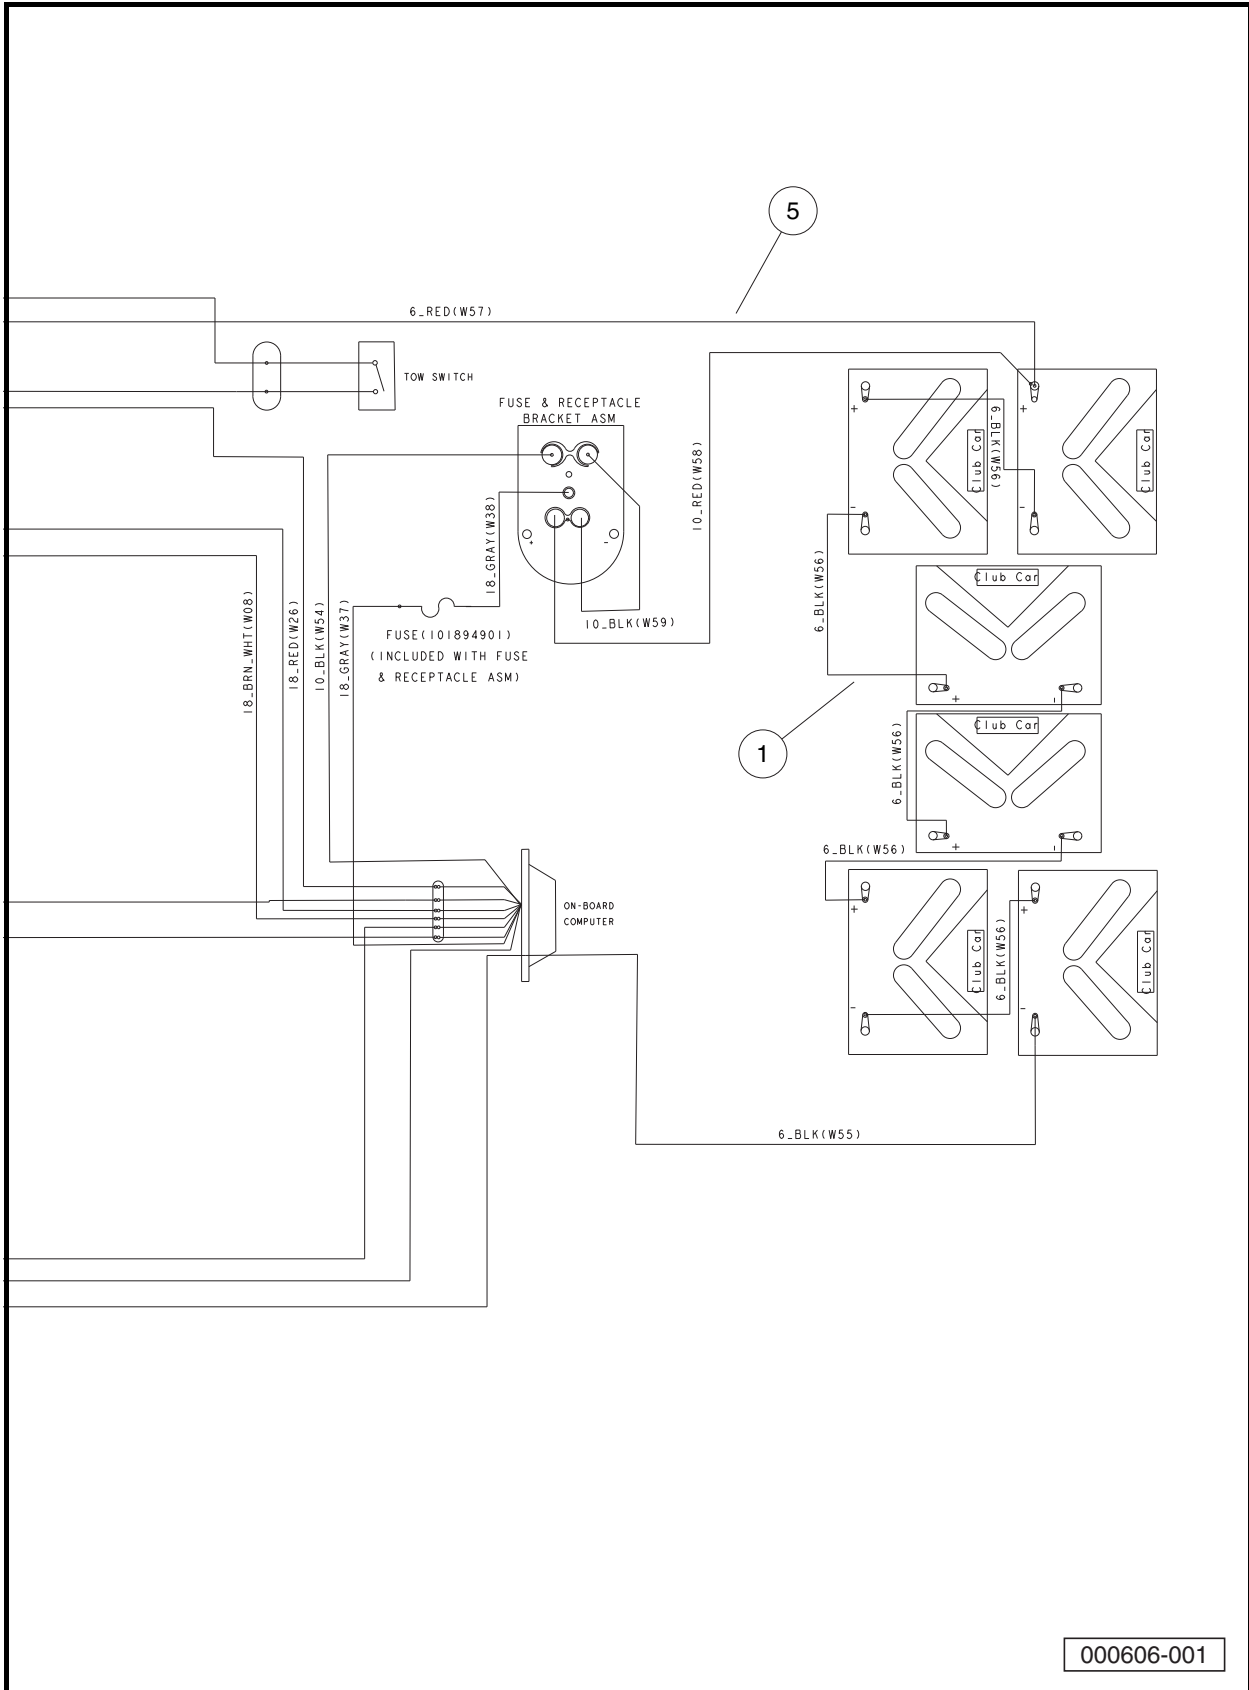 5
6_RED(W57)
TOW SWITCH
FUSE & RECEPTACLE
BRACKET ASM
+
-
10_RED(W58)
18_GRAY(W38)
10_BLK(W59)
FUSE(101894901)
(INCLUDED WITH FUSE
& RECEPTACLE ASM)
18_BRN_WHT(W08)
18_RED(W26)
10_BLK(W54)
18_GRAY(W37)
+
-
Club Car
6_BLK(W56)
+
-
Club Car
6_BLK(W56)
Club Car
+
-
1
6_BLK(W56)
Club Car
+
-
6_BLK(W56)
+
-
Club Car
6_BLK(W56)
+
-
Club Car
ON-BOARD
COMPUTER
6_BLK(W55)
000606-001